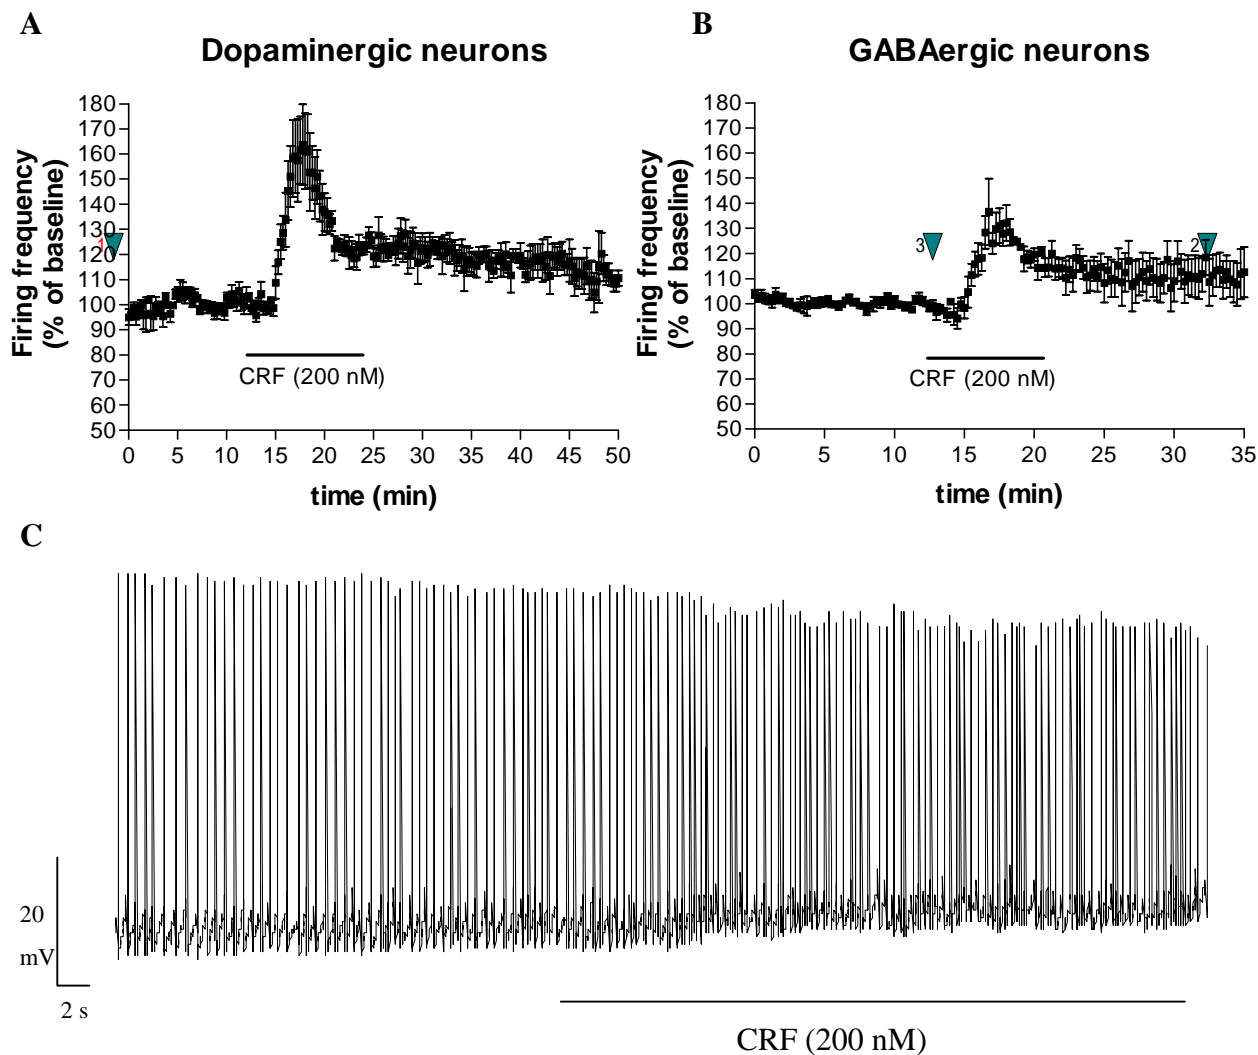 A
Dopaminergic neurons
Firing frequency
(% of baseline)
180
170
160
150
140
130
120
110
100
90
80
70
60
50
1
CRF (200 nM)
0 5 10 15 20 25 30 35 40 45 50
time (min)
B
GABAergic neurons
Firing frequency
(% of baseline)
180
170
160
150
140
130
120
110
100
90
80
70
60
50
3
2
CRF (200 nM)
0 5 10 15 20 25 30 35
time (min)
C
20
mV
2 s
CRF (200 nM)